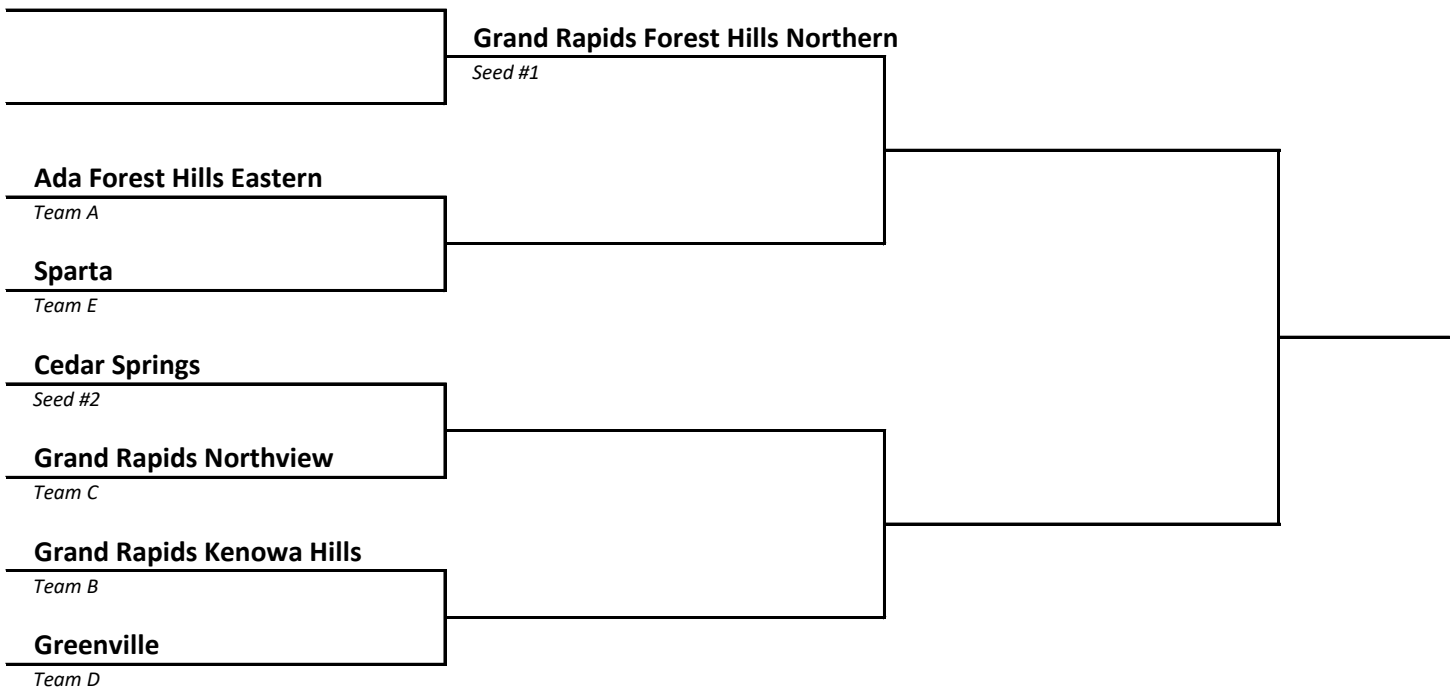 Grand Rapids Forest Hills Northern
Seed #1
Ada Forest Hills Eastern
Team A
Sparta
Team E
Cedar Springs
Seed #2
Grand Rapids Northview
Team C
Grand Rapids Kenowa Hills
Team B
Greenville
Team D